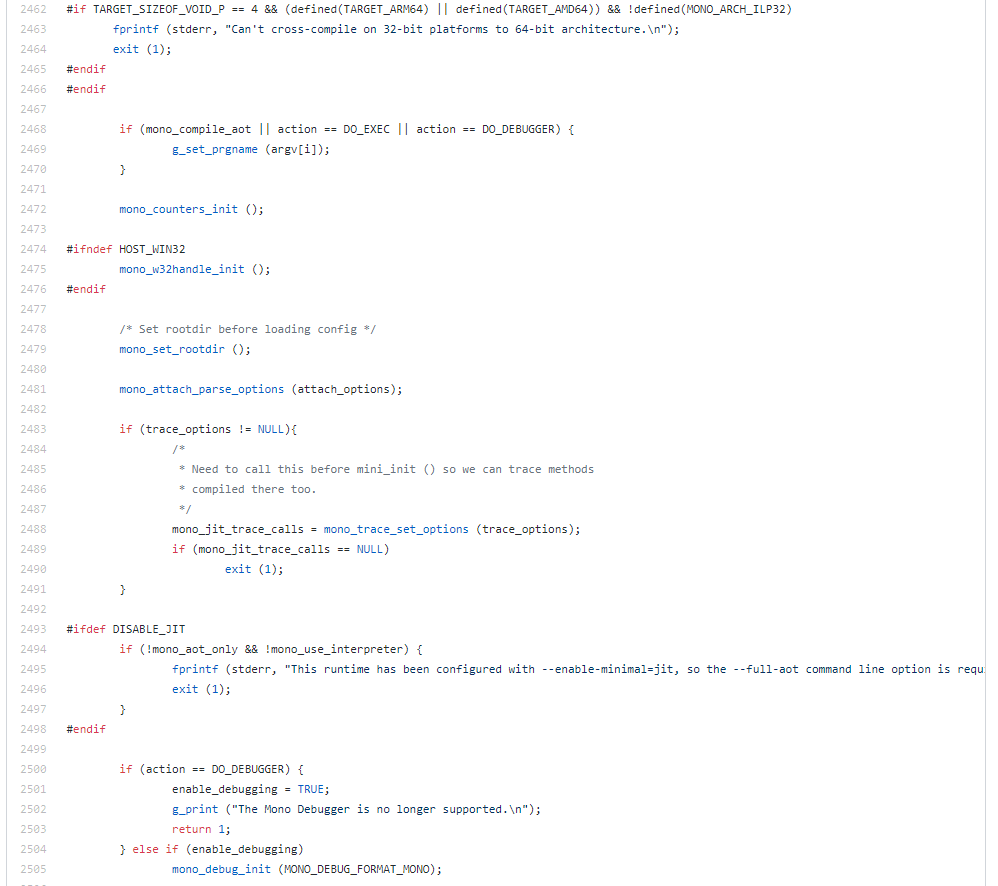 2462 #if TARGET_SIZEOF_VOID_P == 4 && (defined(TARGET_ARM64) || defined(TARGET_AMD64)) && !defined(MONO_ARCH_ILP32)
2463 fprintf (stderr, "Can't cross-compile on 32-bit platforms to 64-bit architecture.\n");
2464 exit (1);
2465 #endif
2466 #endif
2467
2468 if (mono_compile_aot || action == DO_EXEC || action == DO_DEBUGGER) {
2469 g_set_prgname (argv[i]);
2470 }
2471
2472 mono_counters_init ();
2473
2474 #ifndef HOST_WIN32
2475 mono_w32handle_init ();
2476 #endif
2477
2478 /* Set rootdir before loading config */
2479 mono_set_rootdir ();
2480
2481 mono_attach_parse_options (attach_options);
2482
2483 if (trace_options != NULL){
2484 /*
2485 * Need to call this before mini_init () so we can trace methods
2486 * compiled there too.
2487 */
2488 mono_jit_trace_calls = mono_trace_set_options (trace_options);
2489 if (mono_jit_trace_calls == NULL)
2490 exit (1);
2491 }
2492
2493 #ifdef DISABLE_JIT
2494 if (!mono_aot_only && !mono_use_interpreter) {
2495 fprintf (stderr, "This runtime has been configured with --enable-minimal=jit, so the --full-aot command line option is requ
2496 exit (1);
2497 }
2498 #endif
2499
2500 if (action == DO_DEBUGGER) {
2501 enable_debugging = TRUE;
2502 g_print ("The Mono Debugger is no longer supported.\n");
2503 return 1;
2504 } else if (enable_debugging)
2505 mono_debug_init (MONO_DEBUG_FORMAT_MONO);